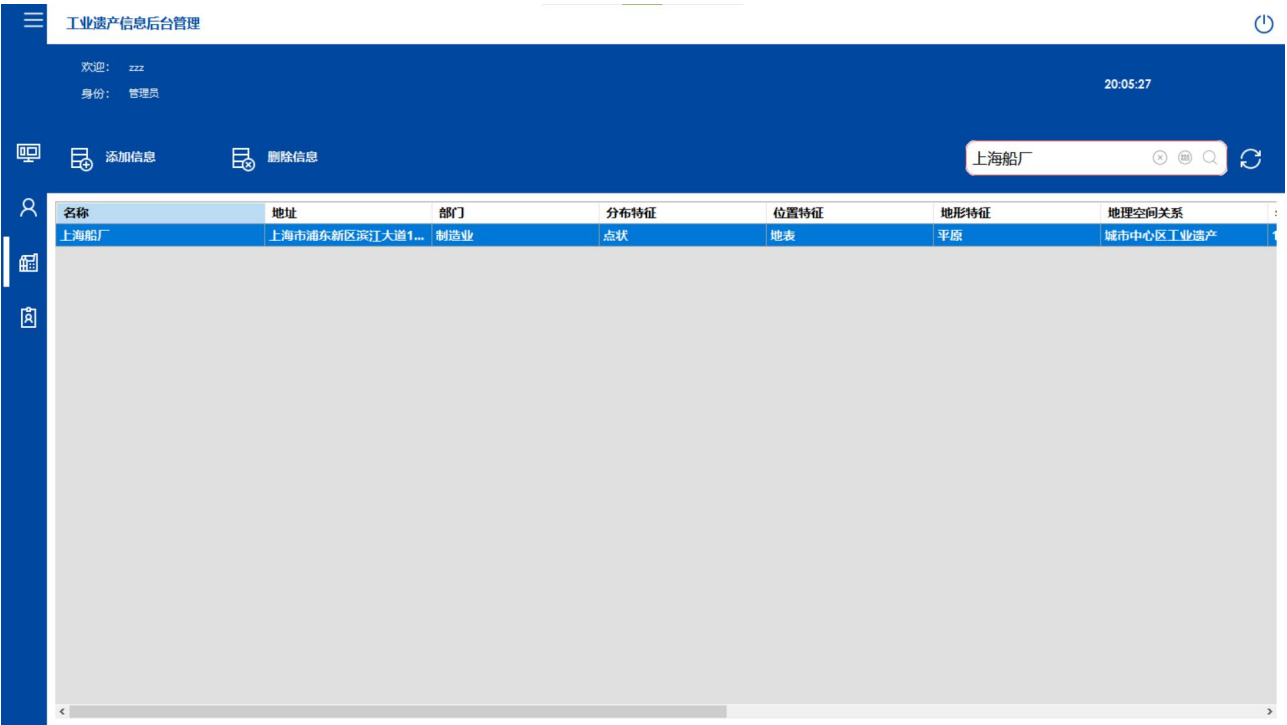 工业遗产信息后台管理
欢迎： zzz
20:05:27
身份： 管理员
添加信息 删除信息 上海船厂
名称 地址 部门 分布特征 位置特征 地形特征 地理空间关系
上海船厂 上海市浦东新区滨江大道1... 制造业 点状 地表 平原 城市中心区工业遗产